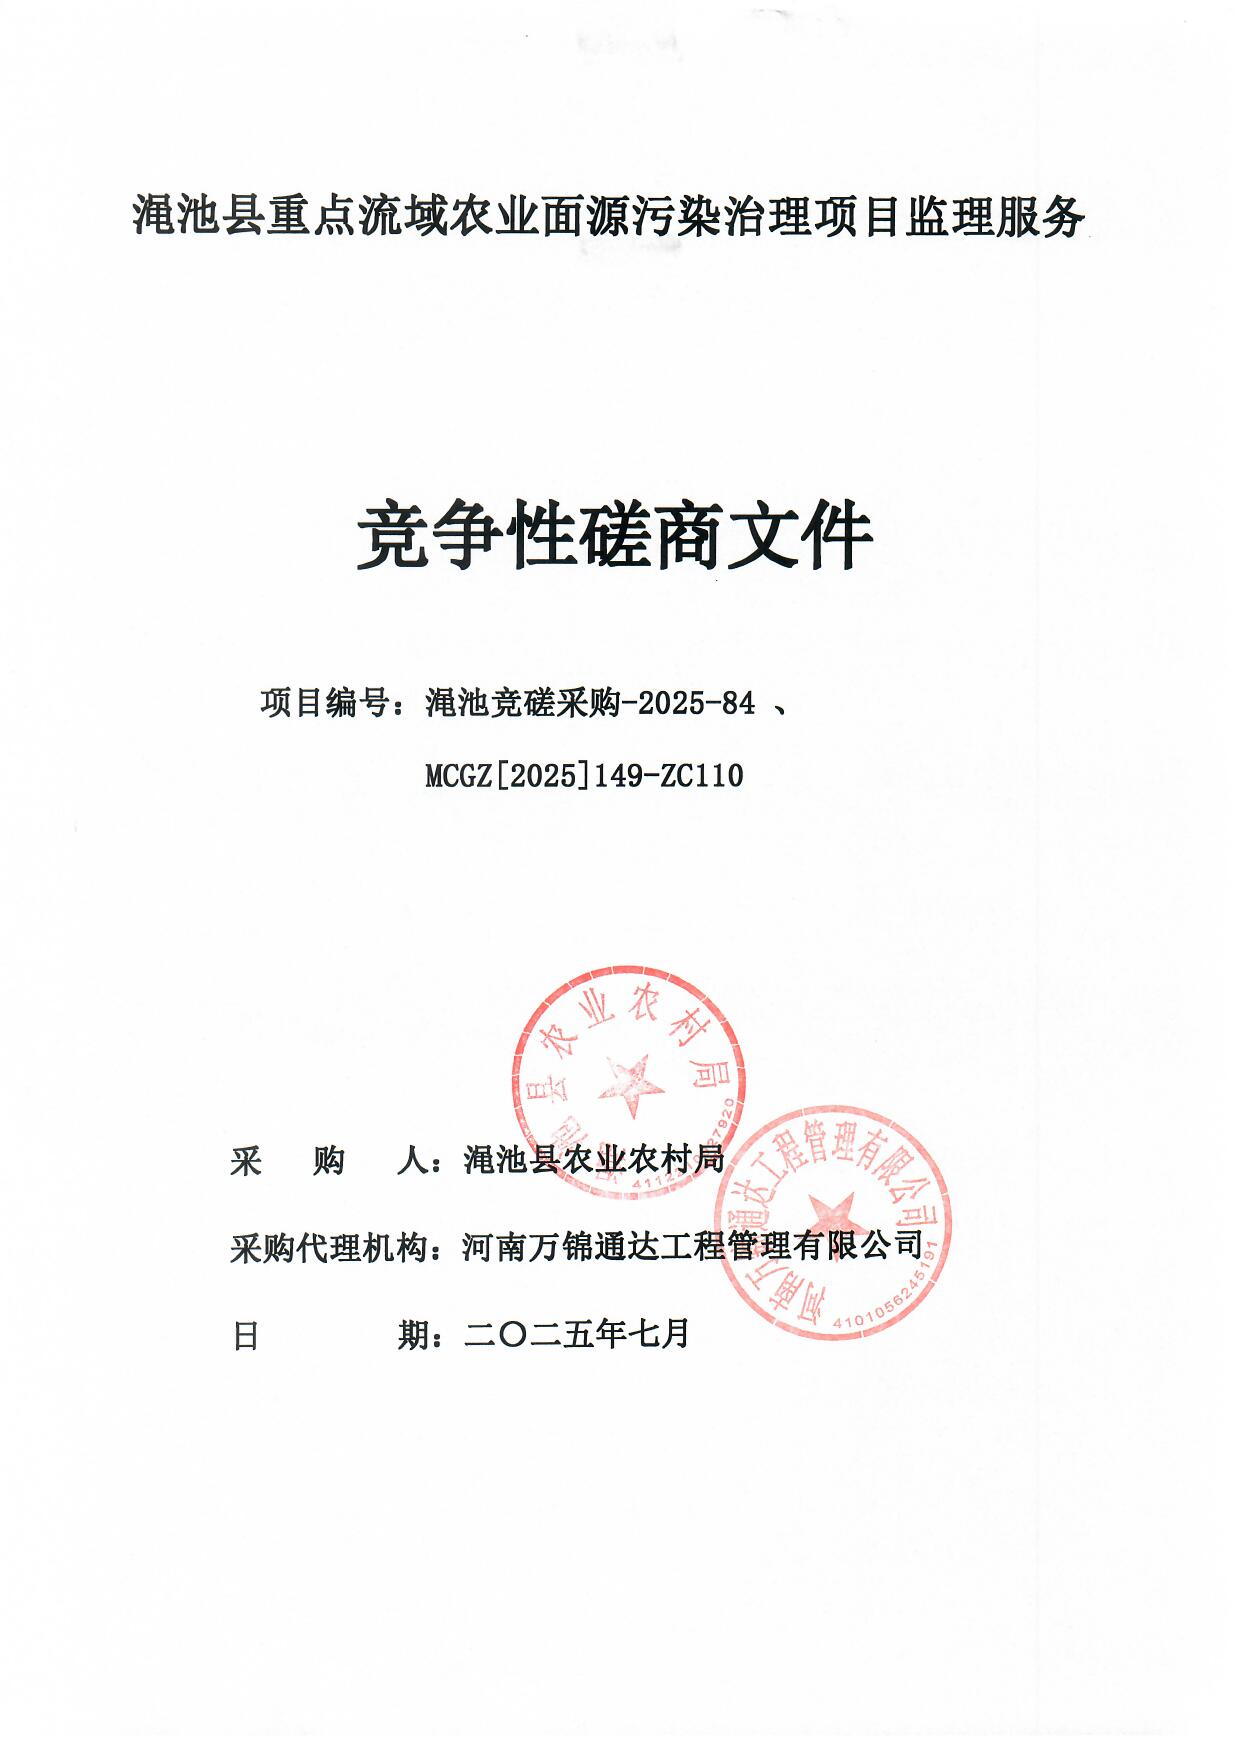 渑池县重点流域农业面源污染治理项目监理服务
竞争性磋商文件
项目编号：渑池竞磋采购-2025-84 、
MCGZ[2025]149-ZC110
县农业农村局
采 购 人：渑池县农业农村局
河南万锦通达工程管理有限公司
4101056245191
采购代理机构：河南万锦通达工程管理有限公司
日 期：二〇二五年七月